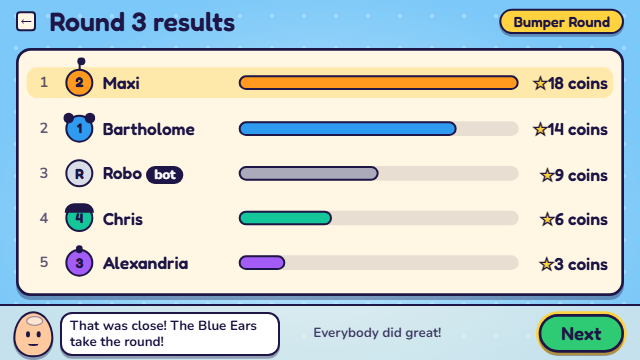 ← Round 3 results
Bumper Round
1 2 Maxi ☆18 coins
2 1 Bartholome ☆14 coins
3 R Robo bot ☆9 coins
4 4 Chris ☆6 coins
5 3 Alexandria ☆3 coins
That was close! The Blue Ears
take the round!
Everybody did great!
Next